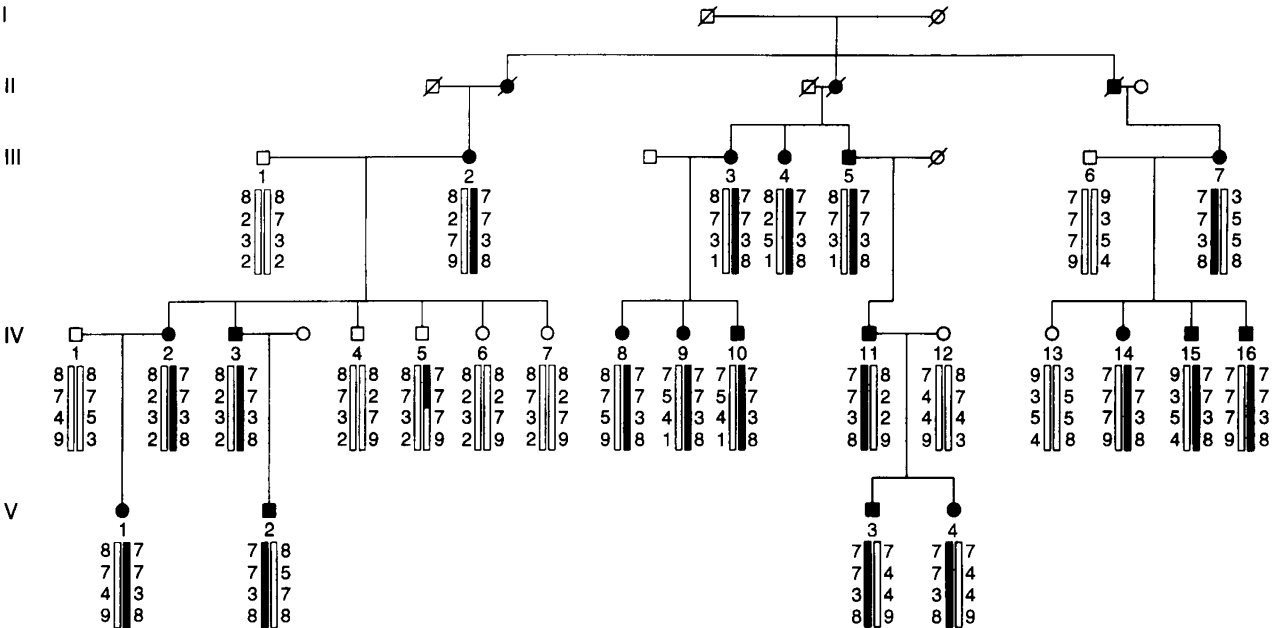 I
II
III
1 2 3 4 5 6 7
8 8 8 7 8 7 8 7 8 7 7 9 7 3
2 7 2 7 7 7 2 7 7 7 7 3 7 5
3 3 7 3 3 3 5 3 3 3 7 5 3 5
2 2 9 8 1 8 1 8 1 8 9 4 8 8
IV
1 2 3 4 5 6 7 8 9 10 11 12 13 14 15 16
8 8 8 7 8 7 8 8 8 7 8 8 8 8 8 7 7 7 7 7 7 8 7 8 9 3 7 7 9 7 7 7
7 7 2 7 2 7 7 2 2 7 2 2 7 2 7 7 5 7 5 7 7 2 4 2 3 5 7 7 3 7 7 7
4 5 3 3 3 3 3 7 3 7 3 7 3 7 5 3 4 3 4 3 3 2 4 4 5 5 7 3 5 3 7 3
9 3 2 8 2 8 2 9 2 9 2 9 2 9 9 8 1 8 1 8 8 9 9 3 4 8 9 8 4 8 9 8
V
1 2 3 4
8 7 7 8 7 7 7 7
7 7 7 5 7 4 7 4
4 3 3 7 3 4 3 4
9 8 8 8 8 9 8 9